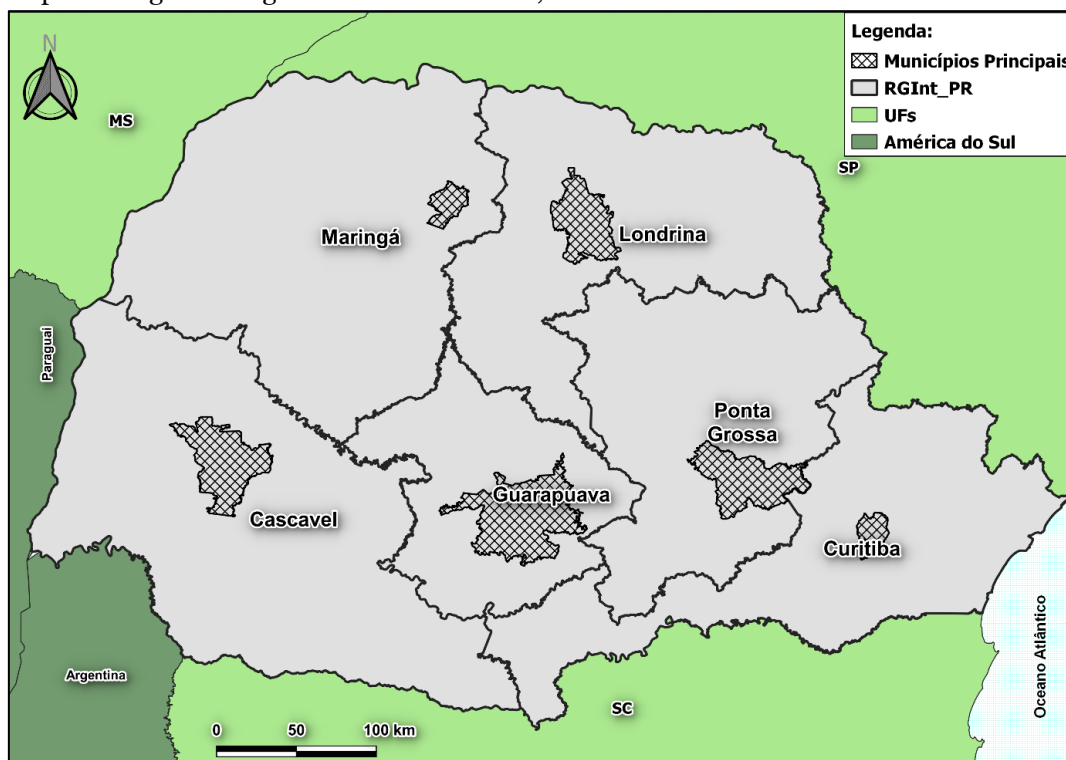 N
MS
SP
Legenda:
Municípios Principais
RGInt_PR
UFs
América do Sul
Maringá
Londrina
Paraguai
Ponta
Grossa
Guarapuava
Cascavel
Curitiba
Oceano Atlântico
Argentina
SC
0 50 100 km